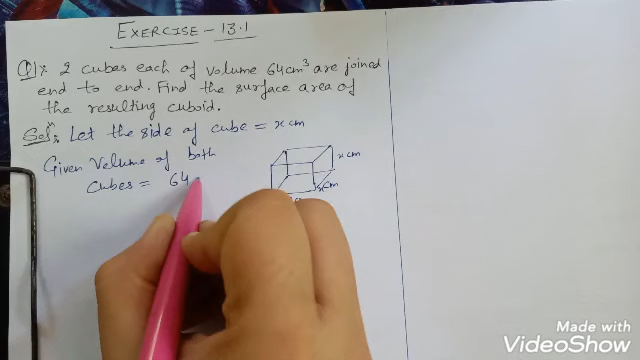 EXERCISE - 13.1
Q1: 2 cubes each of volume 64cm³ are joined
end to end. Find the surface area of
the resulting cuboid.
Solⁿ: Let the side of cube = x cm
Given Volume of both
cubes = 64
x cm
x cm
Made with
VideoShow